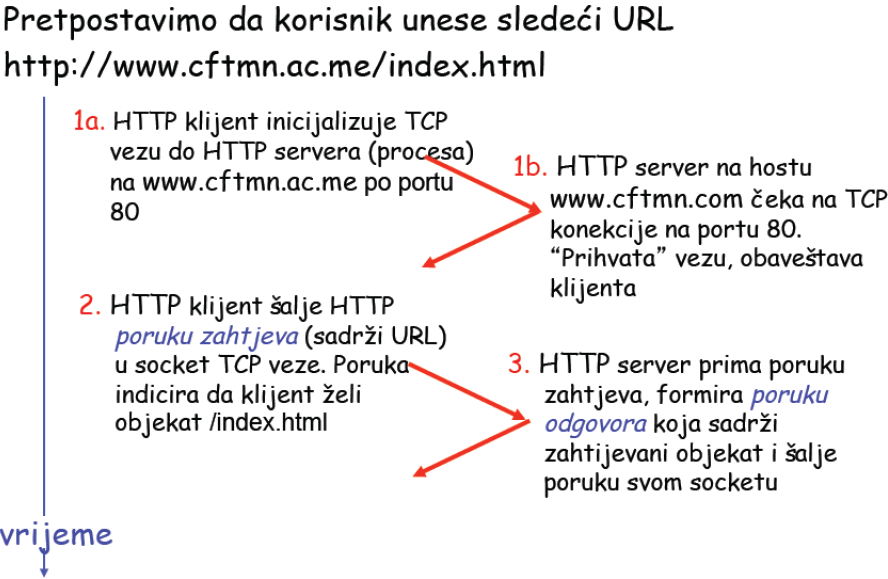 Pretpostavimo da korisnik unese sledeći URL
http://www.cftmn.ac.me/index.html
1a. HTTP klijent inicijalizuje TCP
vezu do HTTP servera (procesa)
na www.cftmn.ac.me po portu
80
1b. HTTP server na hostu
www.cftmn.com čeka na TCP
konekcije na portu 80.
“Prihvata” vezu, obaveštava
klijenta
2. HTTP klijent šalje HTTP
poruku zahtjeva (sadrži URL)
u socket TCP veze. Poruka
indicira da klijent želi
objekat /index.html
3. HTTP server prima poruku
zahtjeva, formira poruku
odgovora koja sadrži
zahtijevani objekat i šalje
poruku svom socketu
vrijeme